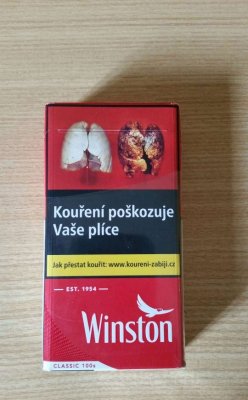 Kouření poškozuje
Vaše plíce
Jak přestat kouřit: www.koureni-zabiji.cz
EST. 1954
Winston
CLASSIC 100s